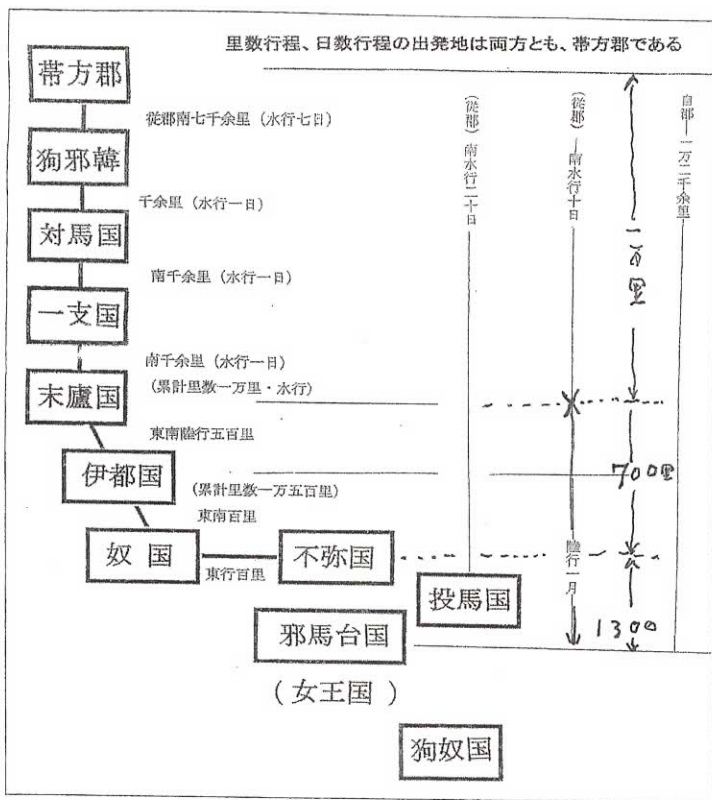 里数行程、日数行程の出発地は両方とも、帯方郡である
帯方郡
従郡南七千余里(水行七日)
狗邪韓
千余里(水行一日)
対馬国
南千余里(水行一日)
一支国
南千余里(水行一日)
(累計里数一万里・水行)
末廬国
東南陸行五百里
伊都国
(累計里数一万五百里)
東南百里
奴国
東行百里
不弥国
投馬国
邪馬台国
(女王国)
狗奴国
(従郡)南水行二十日
(従郡)南水行十日
陸行一月
一万里
700里
1300
自郡一万二千余里